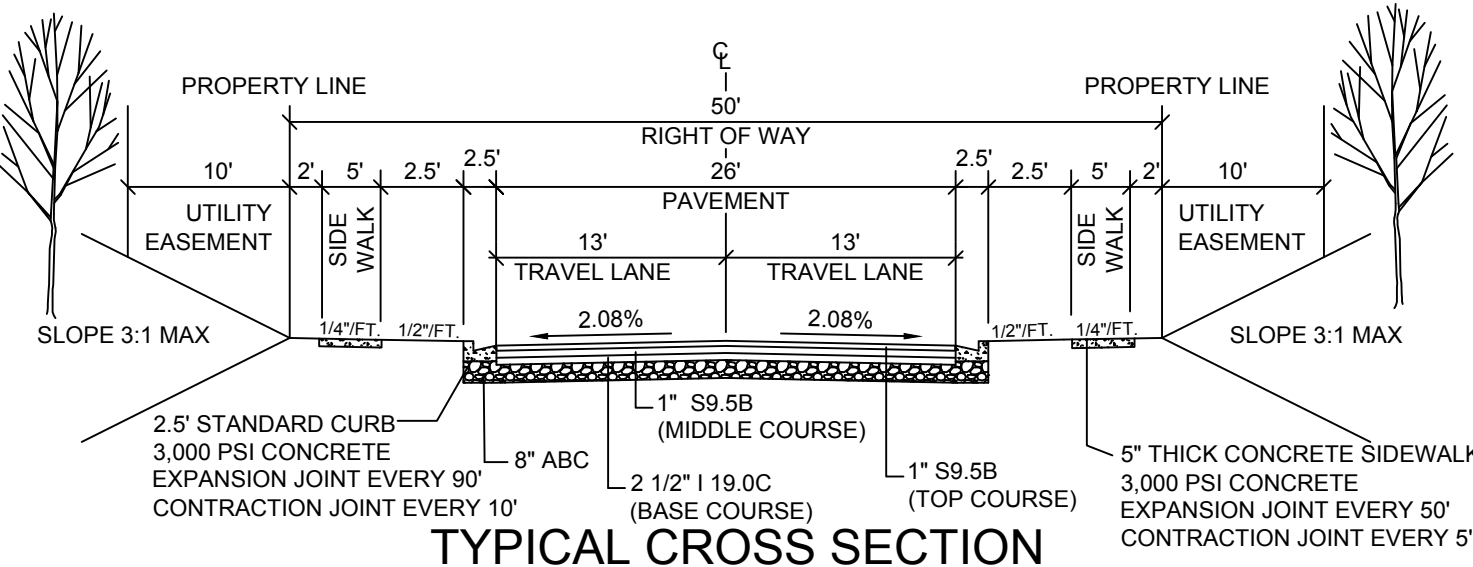 ℄
PROPERTY LINE
PROPERTY LINE
50'
RIGHT OF WAY
10'
2'
5'
2.5'
2.5'
26'
2.5'
2.5'
5'
2'
10'
PAVEMENT
UTILITY
EASEMENT
SIDE
WALK
SIDE
WALK
UTILITY
EASEMENT
13'
13'
TRAVEL LANE
TRAVEL LANE
SLOPE 3:1 MAX
1/4"/FT.
1/2"/FT.
2.08%
2.08%
1/2"/FT.
1/4"/FT.
SLOPE 3:1 MAX
2.5' STANDARD CURB
3,000 PSI CONCRETE
EXPANSION JOINT EVERY 90'
CONTRACTION JOINT EVERY 10'
8" ABC
1" S9.5B
(MIDDLE COURSE)
2 1/2" I 19.0C
(BASE COURSE)
1" S9.5B
(TOP COURSE)
5" THICK CONCRETE SIDEWALK
3,000 PSI CONCRETE
EXPANSION JOINT EVERY 50'
CONTRACTION JOINT EVERY 5'
TYPICAL CROSS SECTION